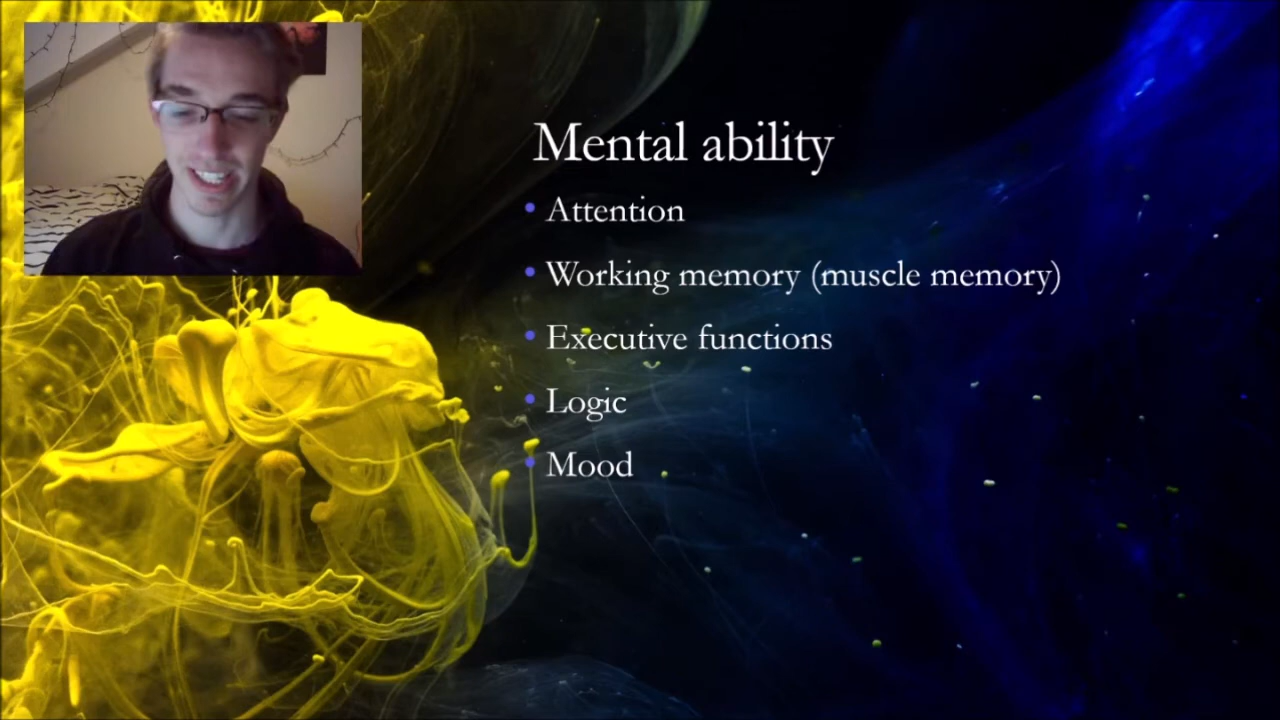 Mental ability
• Attention
• Working memory (muscle memory)
• Executive functions
• Logic
• Mood